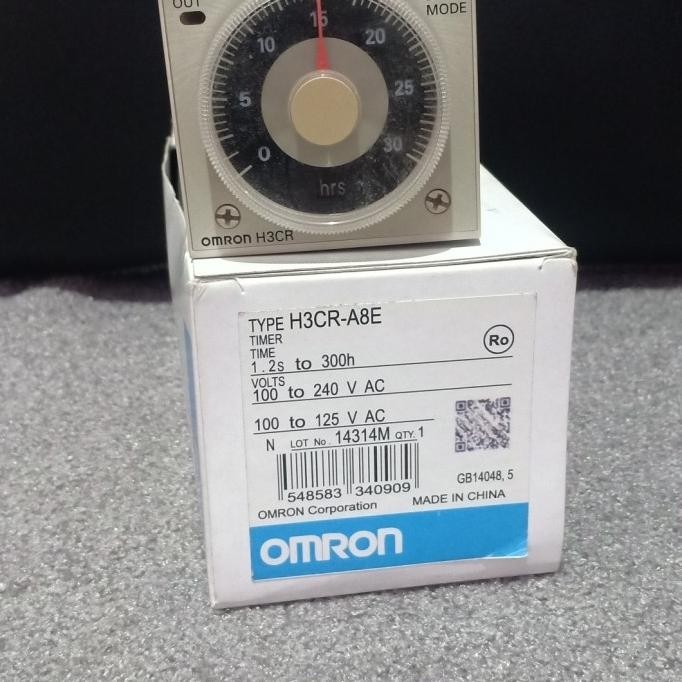 OUT
MODE
15
10
20
5
25
0
30
hrs
OMRON H3CR
TYPE H3CR-A8E
TIMER
Ro
TIME
1.2s to 300h
VOLTS
100 to 240 V AC
100 to 125 V AC
N LOT No. 14314M QTY. 1
548583 340909
GB14048, 5
OMRON Corporation MADE IN CHINA
OMRON